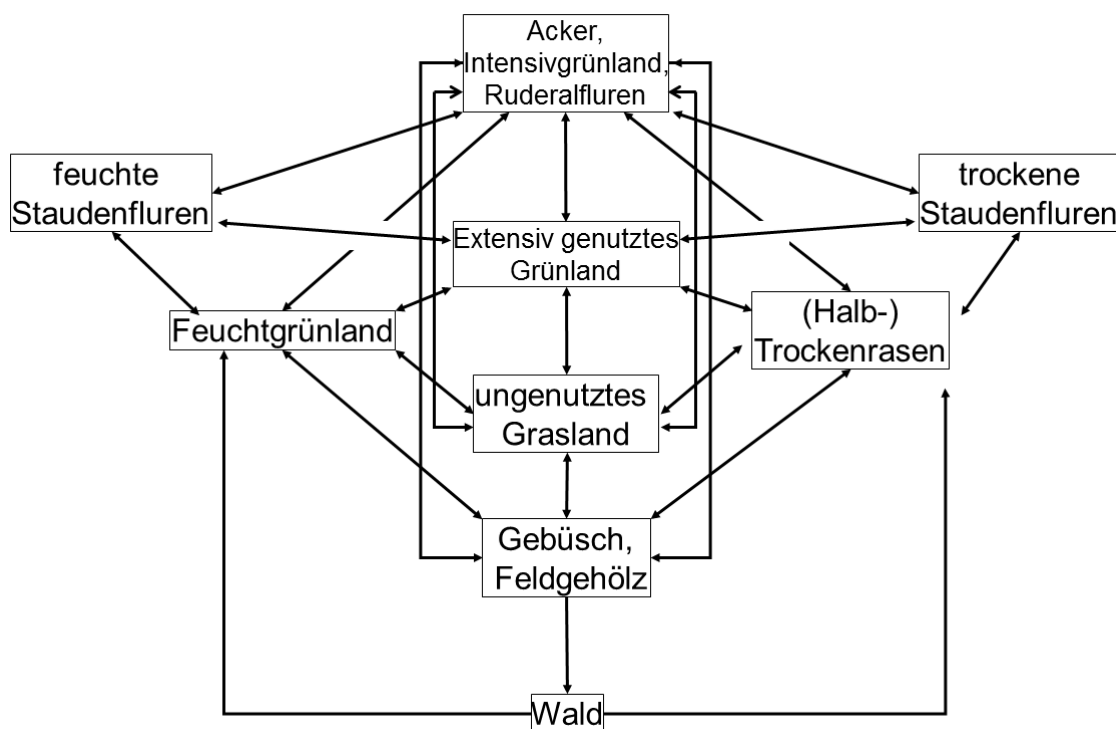 Acker,
Intensivgrünland,
Ruderalfluren
feuchte
Staudenfluren
trockene
Staudenfluren
Extensiv genutztes
Grünland
Feuchtgrünland
(Halb-)
Trockenrasen
ungenutztes
Grasland
Gebüsch,
Feldgehölz
Wald